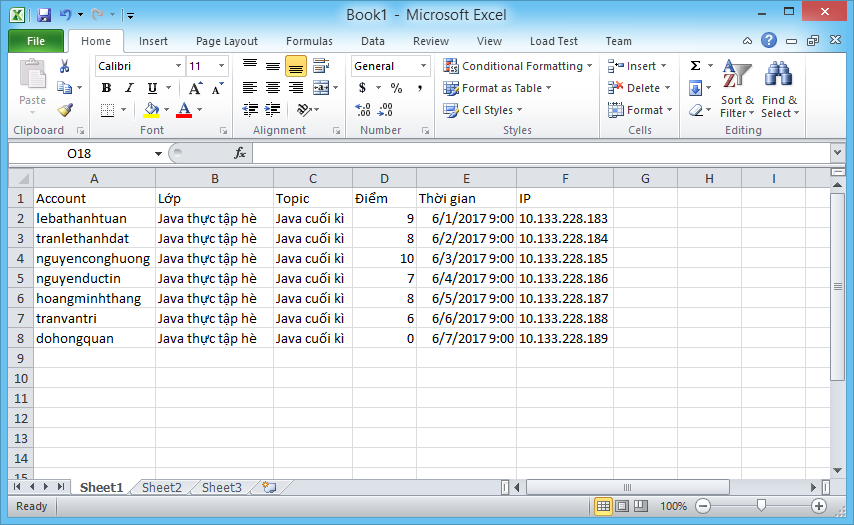 Book1 - Microsoft Excel
File Home Insert Page Layout Formulas Data Review View Load Test Team
Paste
Calibri 11
B I U A A
A
General
$ % ,
.00 .0
Conditional Formatting
Format as Table
Cell Styles
Insert
Delete
Format
Σ
Sort & Filter
Find & Select
Clipboard Font Alignment Number Styles Cells Editing
O18 fx
A B C D E F G H I
1 Account Lớp Topic Điểm Thời gian IP
2 lebathanhtuan Java thực tập hè Java cuối kì 9 6/1/2017 9:00 10.133.228.183
3 tranlethanhdat Java thực tập hè Java cuối kì 8 6/2/2017 9:00 10.133.228.184
4 nguyenconghuong Java thực tập hè Java cuối kì 10 6/3/2017 9:00 10.133.228.185
5 nguyenductin Java thực tập hè Java cuối kì 7 6/4/2017 9:00 10.133.228.186
6 hoangminhthang Java thực tập hè Java cuối kì 8 6/5/2017 9:00 10.133.228.187
7 tranvantri Java thực tập hè Java cuối kì 6 6/6/2017 9:00 10.133.228.188
8 dohongquan Java thực tập hè Java cuối kì 0 6/7/2017 9:00 10.133.228.189
9
10
11
12
13
14
15
Sheet1 Sheet2 Sheet3
Ready 100%